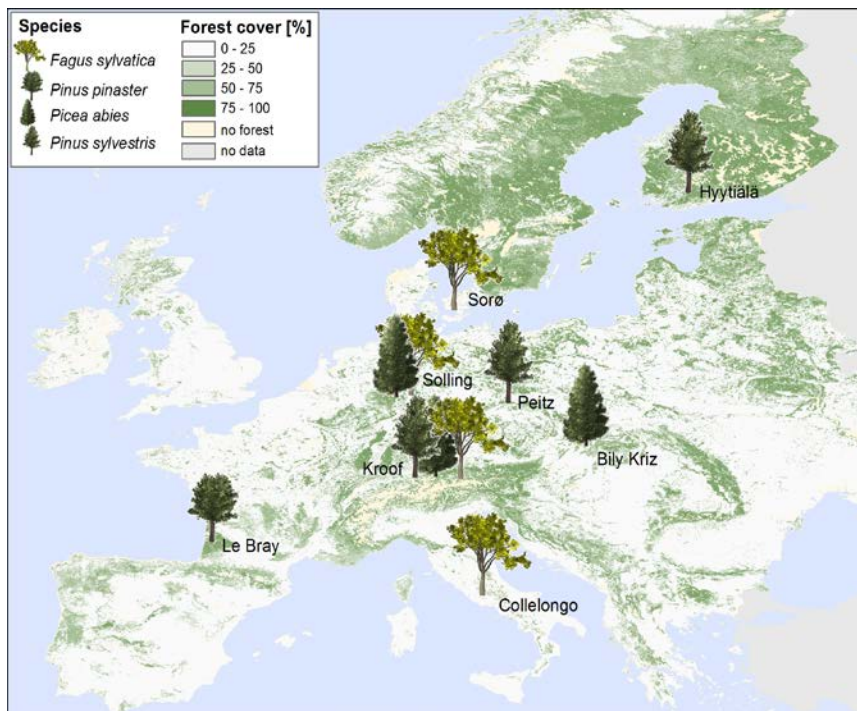 Species
Fagus sylvatica
Pinus pinaster
Picea abies
Pinus sylvestris
Forest cover [%]
0 - 25
25 - 50
50 - 75
75 - 100
no forest
no data
Hyytiälä
Sorø
Solling
Peitz
Kroof
Bily Kriz
Le Bray
Collelongo